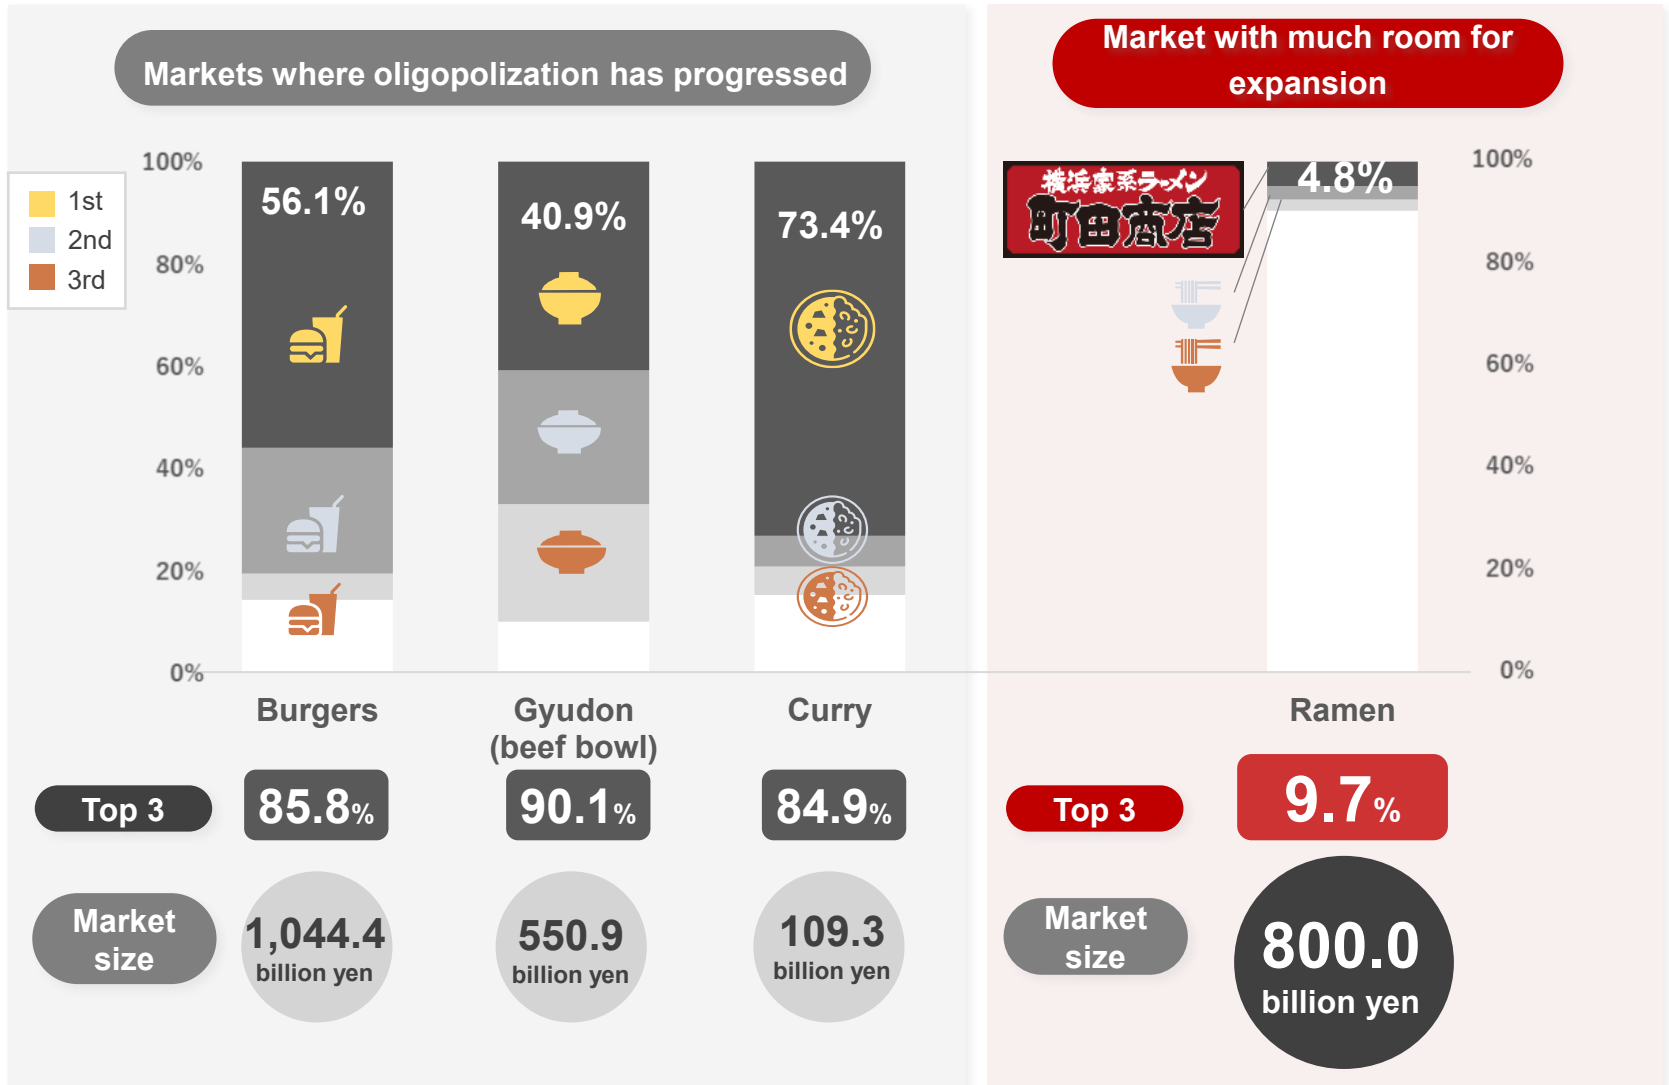 Markets where oligopolization has progressed
Market with much room for
expansion
1st
2nd
3rd
100%
80%
60%
40%
20%
0%
56.1%
40.9%
73.4%
横浜家系ラーメン
町田商店
4.8%
100%
80%
60%
40%
20%
0%
Burgers
Gyudon
(beef bowl)
Curry
Ramen
Top 3
85.8%
90.1%
84.9%
Top 3
9.7%
Market
size
1,044.4
billion yen
550.9
billion yen
109.3
billion yen
Market
size
800.0
billion yen